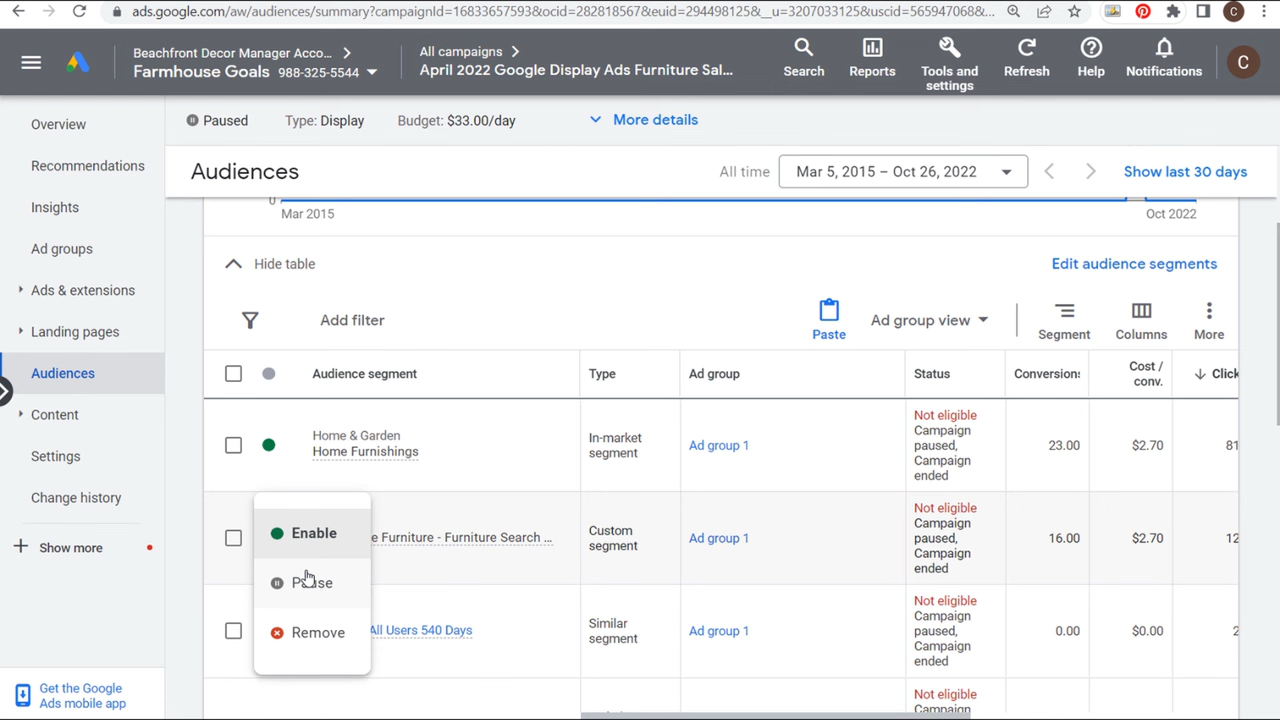 ads.google.com/aw/audiences/summary?campaignId=16833657593&ocid=282818567&euid=294498125&__u=3207033125&uscid=565947068&...
C
Beachfront Decor Manager Acco...
Farmhouse Goals 988-325-5544
All campaigns
April 2022 Google Display Ads Furniture Sal...
Search
Reports
Tools and settings
Refresh
Help
Notifications
C
Overview
Recommendations
Insights
Ad groups
Ads & extensions
Landing pages
Audiences
Content
Settings
Change history
Show more
Get the Google
Ads mobile app
Paused
Type: Display
Budget: $33.00/day
More details
Audiences
All time
Mar 5, 2015 – Oct 26, 2022
Show last 30 days
0
Mar 2015
Oct 2022
Hide table
Edit audience segments
Add filter
Paste
Ad group view
Segment
Columns
More
Audience segment
Type
Ad group
Status
Conversions
Cost /
conv.
Click
Home & Garden
Home Furnishings
In-market
segment
Ad group 1
Not eligible
Campaign
paused,
Campaign
ended
23.00
$2.70
81
Enable
Pause
Remove
e Furniture - Furniture Search ...
Custom
segment
Ad group 1
Not eligible
Campaign
paused,
Campaign
ended
16.00
$2.70
12
All Users 540 Days
Similar
segment
Ad group 1
Not eligible
Campaign
paused,
Campaign
ended
0.00
$0.00
2
Not eligible
Campaign